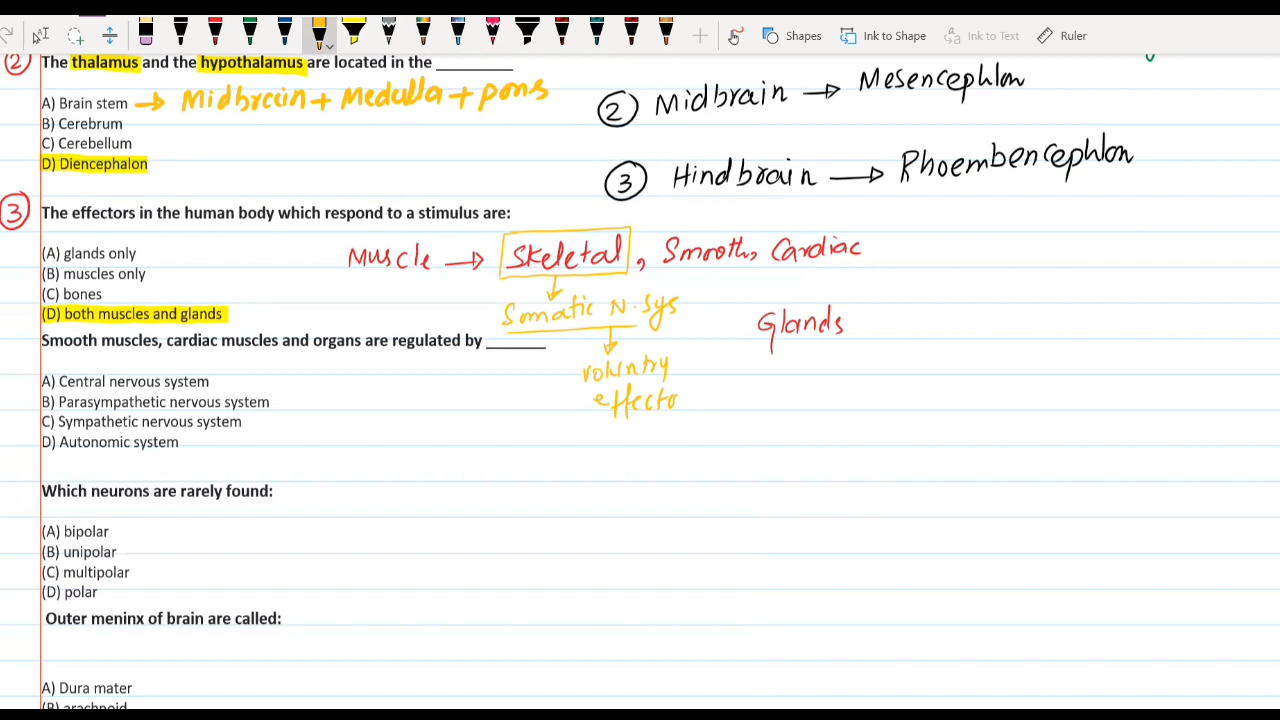 Shapes
Ink to Shape
Ink to Text
Ruler
2 The thalamus and the hypothalamus are located in the __________
A) Brain stem → Midbrain + Medulla + pons
B) Cerebrum
C) Cerebellum
D) Diencephalon
2 Midbrain → Mesencephlon
3 Hindbrain → Rhoembencephlon
3 The effectors in the human body which respond to a stimulus are:
(A) glands only
(B) muscles only
(C) bones
(D) both muscles and glands
Muscle → Skeletal, Smooth, Cardiac
Somatic N. Sys
voluntry
effecto
Glands
Smooth muscles, cardiac muscles and organs are regulated by ________
A) Central nervous system
B) Parasympathetic nervous system
C) Sympathetic nervous system
D) Autonomic system
Which neurons are rarely found:
(A) bipolar
(B) unipolar
(C) multipolar
(D) polar
Outer meninx of brain are called:
A) Dura mater
(B) arachnoid